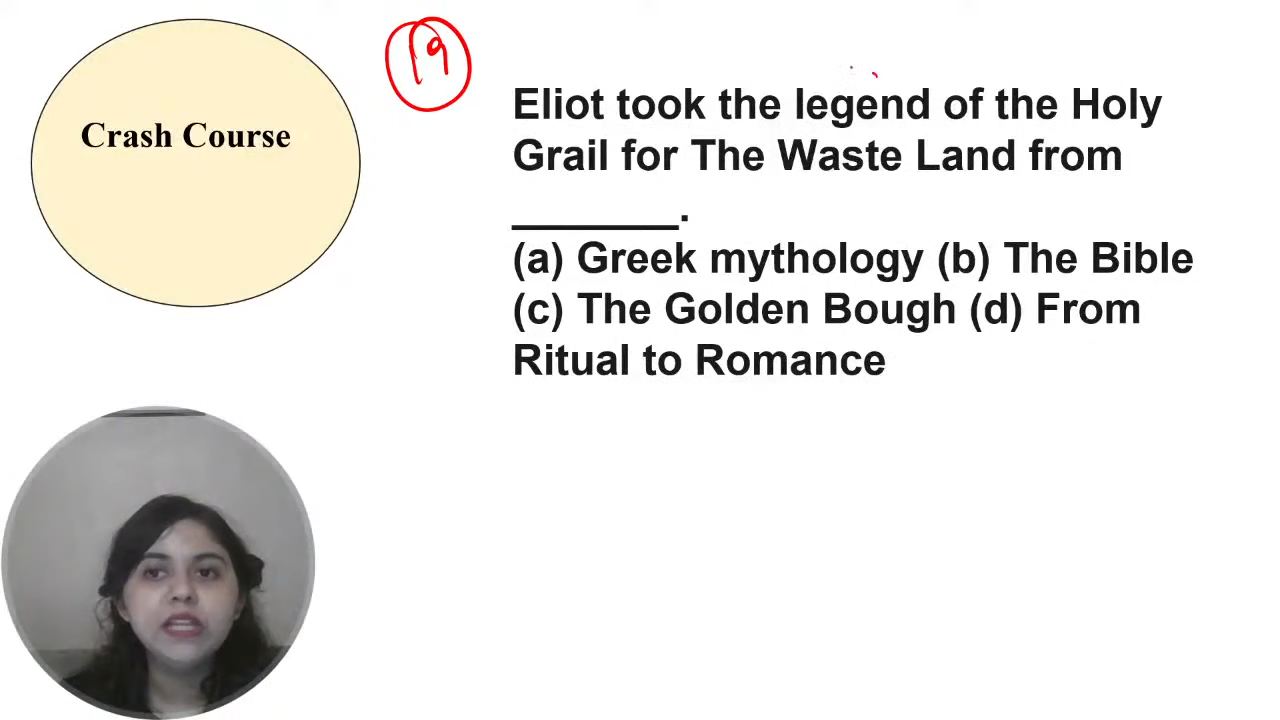 Crash Course
19
Eliot took the legend of the Holy
Grail for The Waste Land from
_______.
(a) Greek mythology (b) The Bible
(c) The Golden Bough (d) From
Ritual to Romance